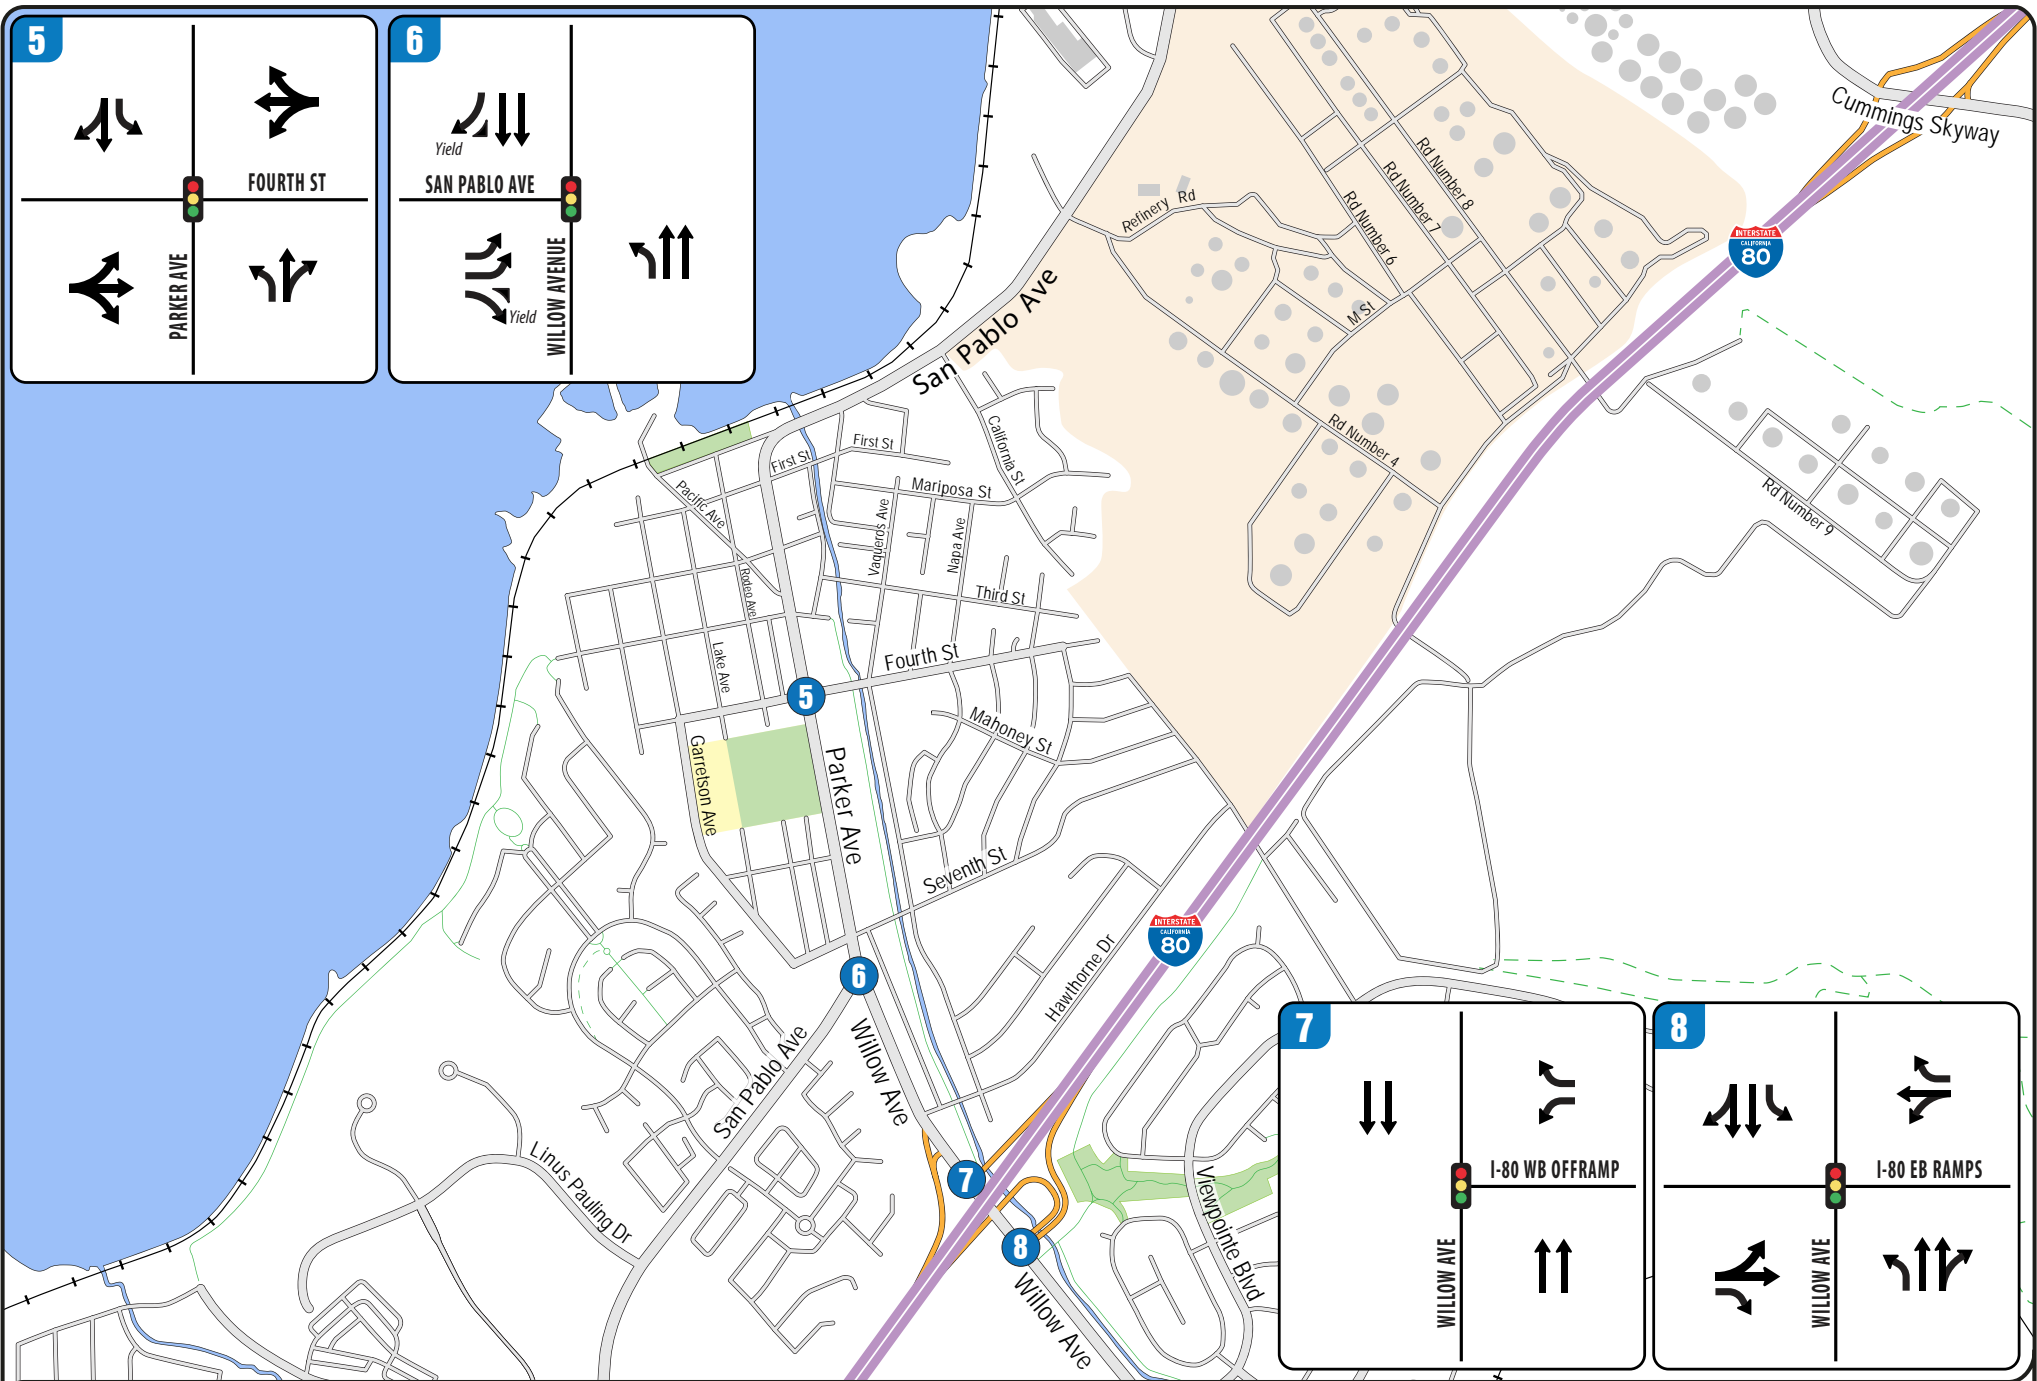 5
FOURTH ST
PARKER AVE
6
Yield
SAN PABLO AVE
WILLOW AVENUE
Yield
Cummings Skyway
INTERSTATE
CALIFORNIA
80
Refinery Rd
Rd Number 8
Rd Number 7
Rd Number 6
M St
San Pablo Ave
Rd Number 4
Rd Number 9
California St
First St
First St
Mariposa St
Pacific Ave
Vaqueros Ave
Napa Ave
Rodeo Ave
Third St
Lake Ave
Fourth St
5
Mahoney St
Garretson Ave
Parker Ave
Seventh St
INTERSTATE
CALIFORNIA
80
Hawthorne Dr
6
Willow Ave
San Pablo Ave
Linus Pauling Dr
7
8
Viewpointe Blvd
Willow Ave
7
I-80 WB OFFRAMP
WILLOW AVE
8
I-80 EB RAMPS
WILLOW AVE